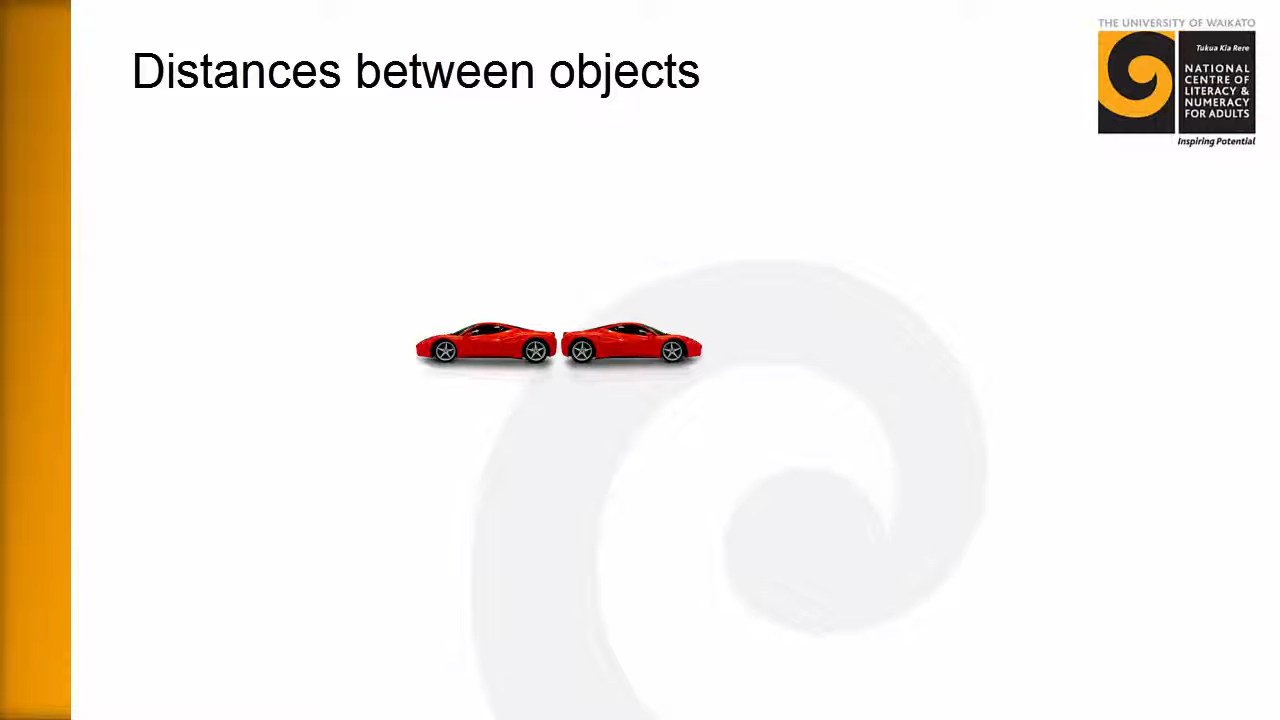 Distances between objects
THE UNIVERSITY OF WAIKATO
Tukua Kia Rere
NATIONAL
CENTRE OF
LITERACY &
NUMERACY
FOR ADULTS
Inspiring Potential